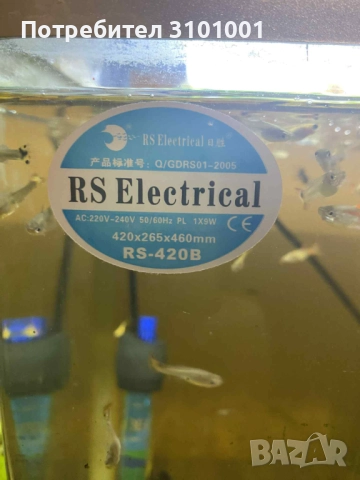 Потребител 3101001
RS Electrical
产品标准号: Q/GDRS01-2005
RS Electrical
AC:220V-240V 50/60Hz PL 1X9W CE
420x265x460mm
RS-420B
BAZAR